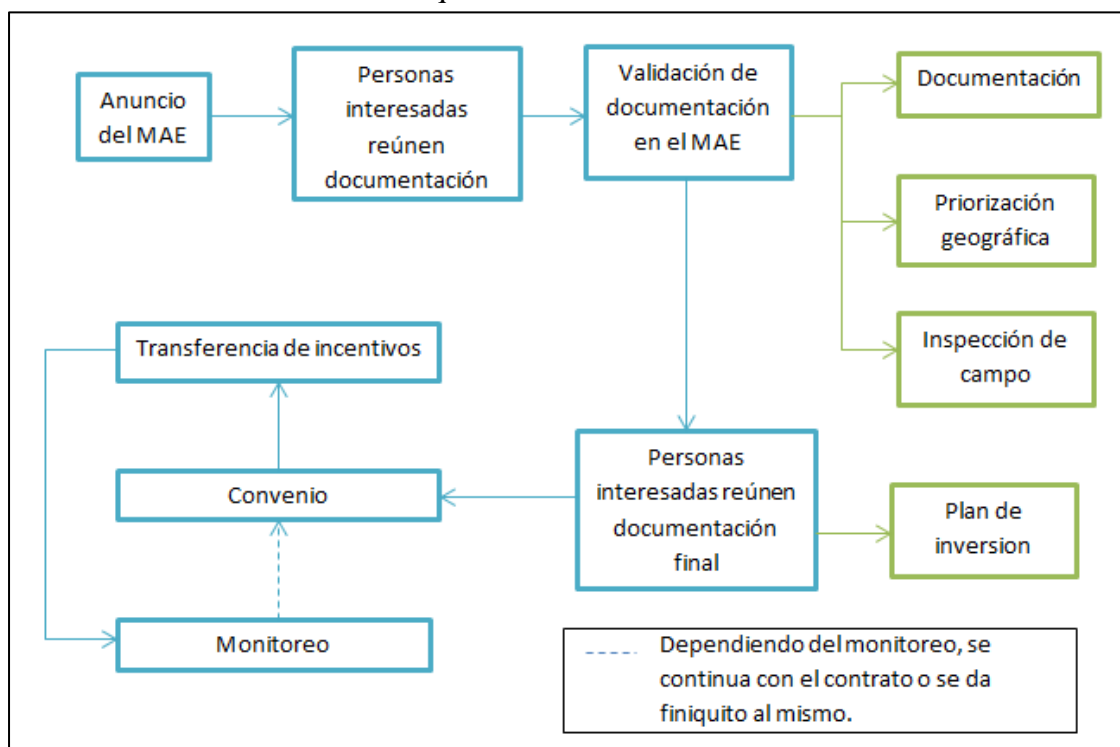 Anuncio
del MAE
Personas
interesadas
reúnen
documentación
Validación de
documentación
en el MAE
Documentación
Priorización
geográfica
Inspección de
campo
Transferencia de incentivos
Convenio
Monitoreo
Personas
interesadas reúnen
documentación
final
Plan de
inversion
Dependiendo del monitoreo, se
continua con el contrato o se da
finiquito al mismo.